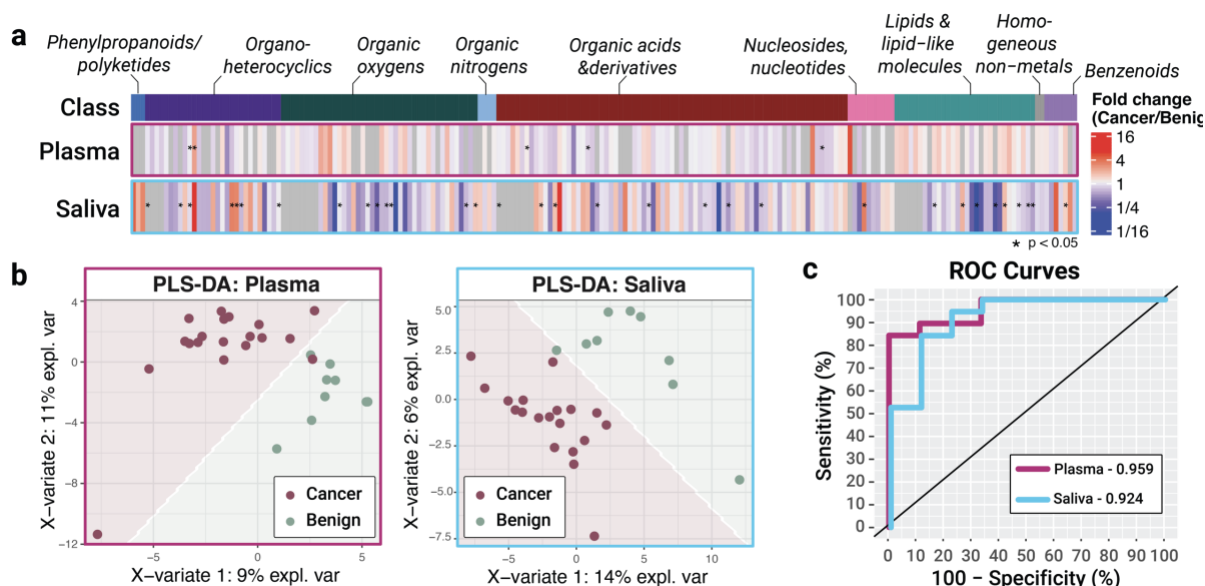 a
Phenylpropanoids/
polyketides
Organo-
heterocyclics
Organic
oxygens
Organic
nitrogens
Organic acids
&derivatives
Nucleosides,
nucleotides
Lipids &
lipid-like
molecules
Homo-
geneous
non-metals
Benzenoids
Class
Plasma
Saliva
Fold change
(Cancer/Benig
16
4
1
1/4
1/16
* p < 0.05
b
PLS-DA: Plasma
X-variate 2: 11% expl. var
4
0
-4
-8
-12
-5
0
5
X-variate 1: 9% expl. var
Cancer
Benign
PLS-DA: Saliva
X-variate 2: 6% expl. var
5.0
2.5
0.0
-2.5
-5.0
-7.5
-5
0
5
10
X-variate 1: 14% expl. var
Cancer
Benign
c
ROC Curves
Sensitivity (%)
100
90
80
70
60
50
40
30
20
10
0
0 10 20 30 40 50 60 70 80 90 100
100 - Specificity (%)
Plasma - 0.959
Saliva - 0.924